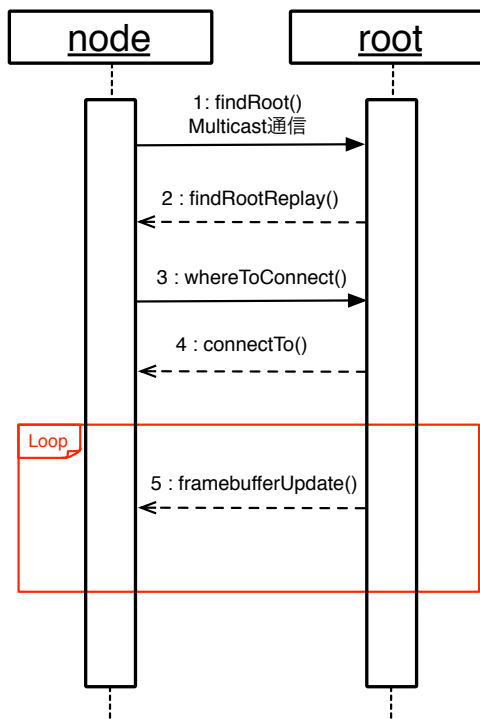 node
root
1: findRoot()
Multicast通信
2 : findRootReplay()
3 : whereToConnect()
4 : connectTo()
Loop
5 : framebufferUpdate()